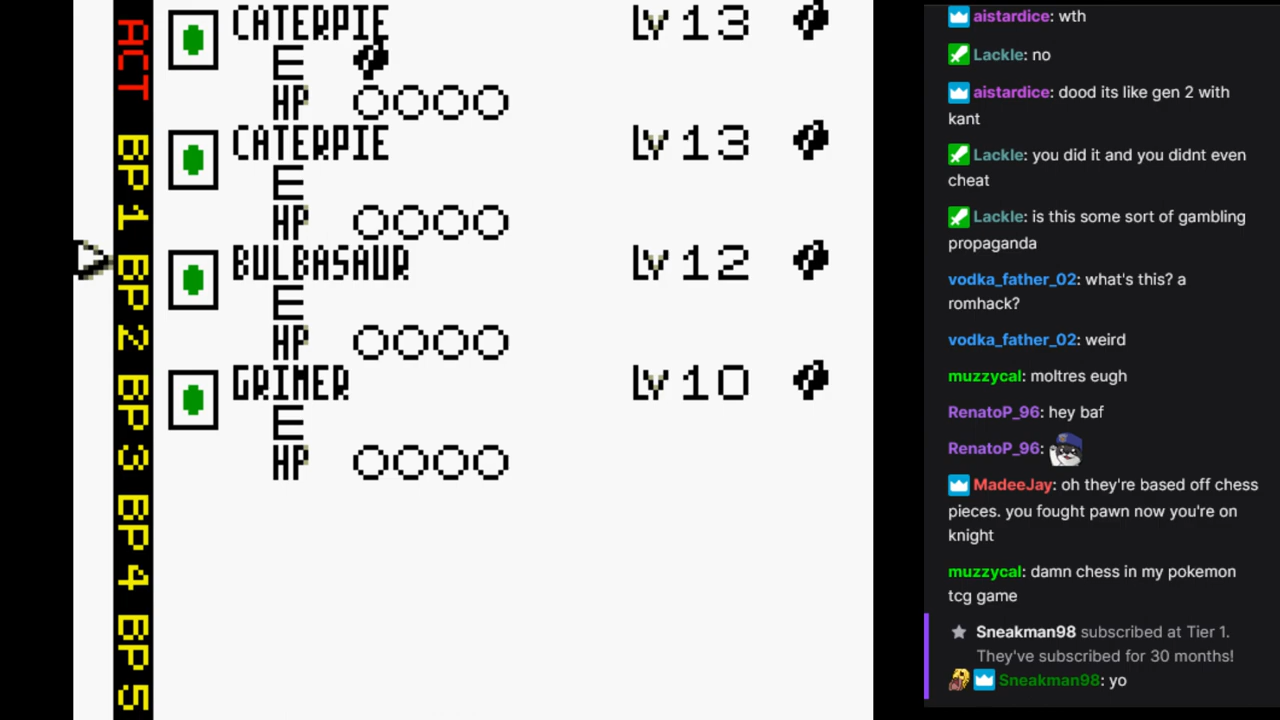 ACT
CATERPIE Lv 13
E
HP
BP 1
CATERPIE Lv 13
E
HP
BP 2
BULBASAUR Lv 12
E
HP
BP 3
GRIMER Lv 10
E
HP
BP 4
BP 5
aistardice: wth
Lackle: no
aistardice: dood its like gen 2 with
kant
Lackle: you did it and you didnt even
cheat
Lackle: is this some sort of gambling
propaganda
vodka_father_02: what's this? a
romhack?
vodka_father_02: weird
muzzycal: moltres eugh
RenatoP_96: hey baf
RenatoP_96:
MadeeJay: oh they're based off chess
pieces. you fought pawn now you're on
knight
muzzycal: damn chess in my pokemon
tcg game
Sneakman98 subscribed at Tier 1.
They've subscribed for 30 months!
Sneakman98: yo